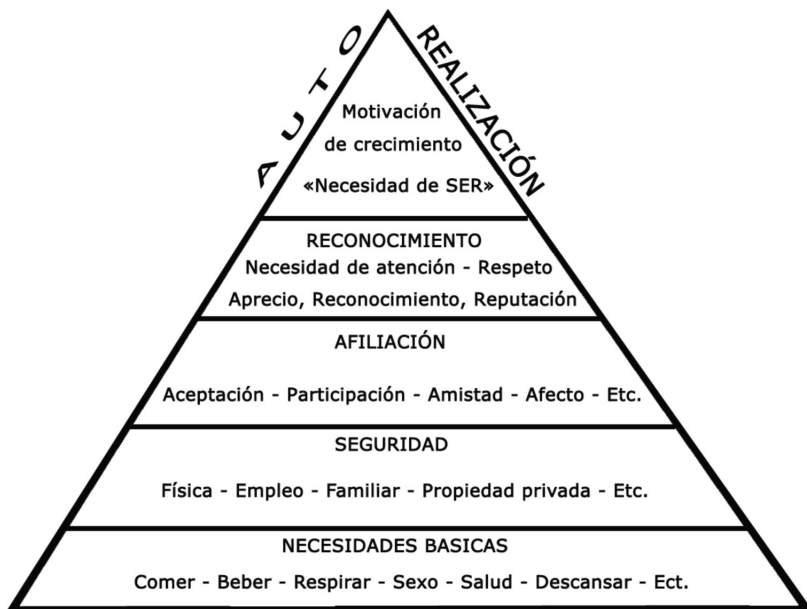 AUTO
REALIZACIÓN
Motivación
de crecimiento
«Necesidad de SER»
RECONOCIMIENTO
Necesidad de atención - Respeto
Aprecio, Reconocimiento, Reputación
AFILIACIÓN
Aceptación - Participación - Amistad - Afecto - Etc.
SEGURIDAD
Física - Empleo - Familiar - Propiedad privada - Etc.
NECESIDADES BASICAS
Comer - Beber - Respirar - Sexo - Salud - Descansar - Ect.